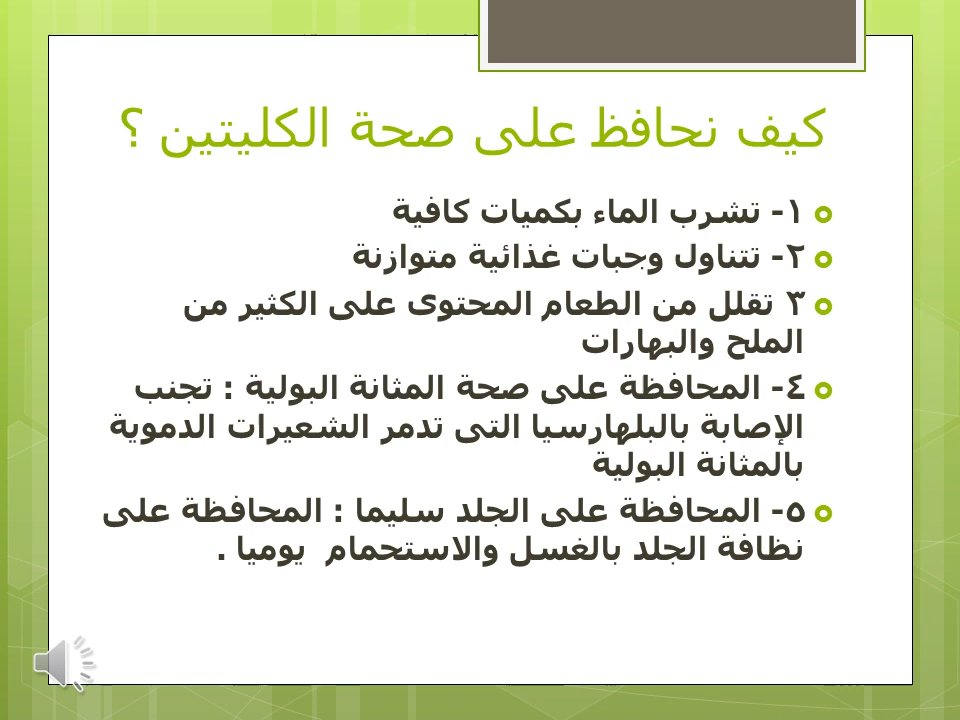 كيف نحافظ على صحة الكليتين ؟
١- تشرب الماء بكميات كافية
٢- تتناول وجبات غذائية متوازنة
٣ تقلل من الطعام المحتوى على الكثير من
الملح والبهارات
٤- المحافظة على صحة المثانة البولية : تجنب
الإصابة بالبلهارسيا التى تدمر الشعيرات الدموية
بالمثانة البولية
٥- المحافظة على الجلد سليما : المحافظة على
نظافة الجلد بالغسل والاستحمام يوميا .